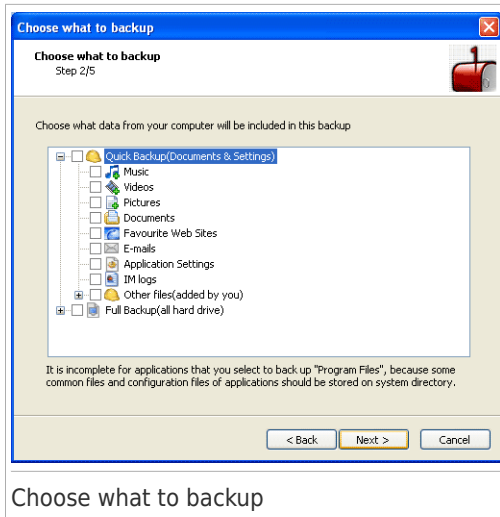 Choose what to backup
Choose what to backup
Step 2/5
Choose what data from your computer will be included in this backup
Quick Backup(Documents & Settings)
Music
Videos
Pictures
Documents
Favourite Web Sites
E-mails
Application Settings
IM logs
Other files(added by you)
Full Backup(all hard drive)
It is incomplete for applications that you select to back up "Program Files", because some
common files and configuration files of applications should be stored on system directory.
< Back Next > Cancel
Choose what to backup